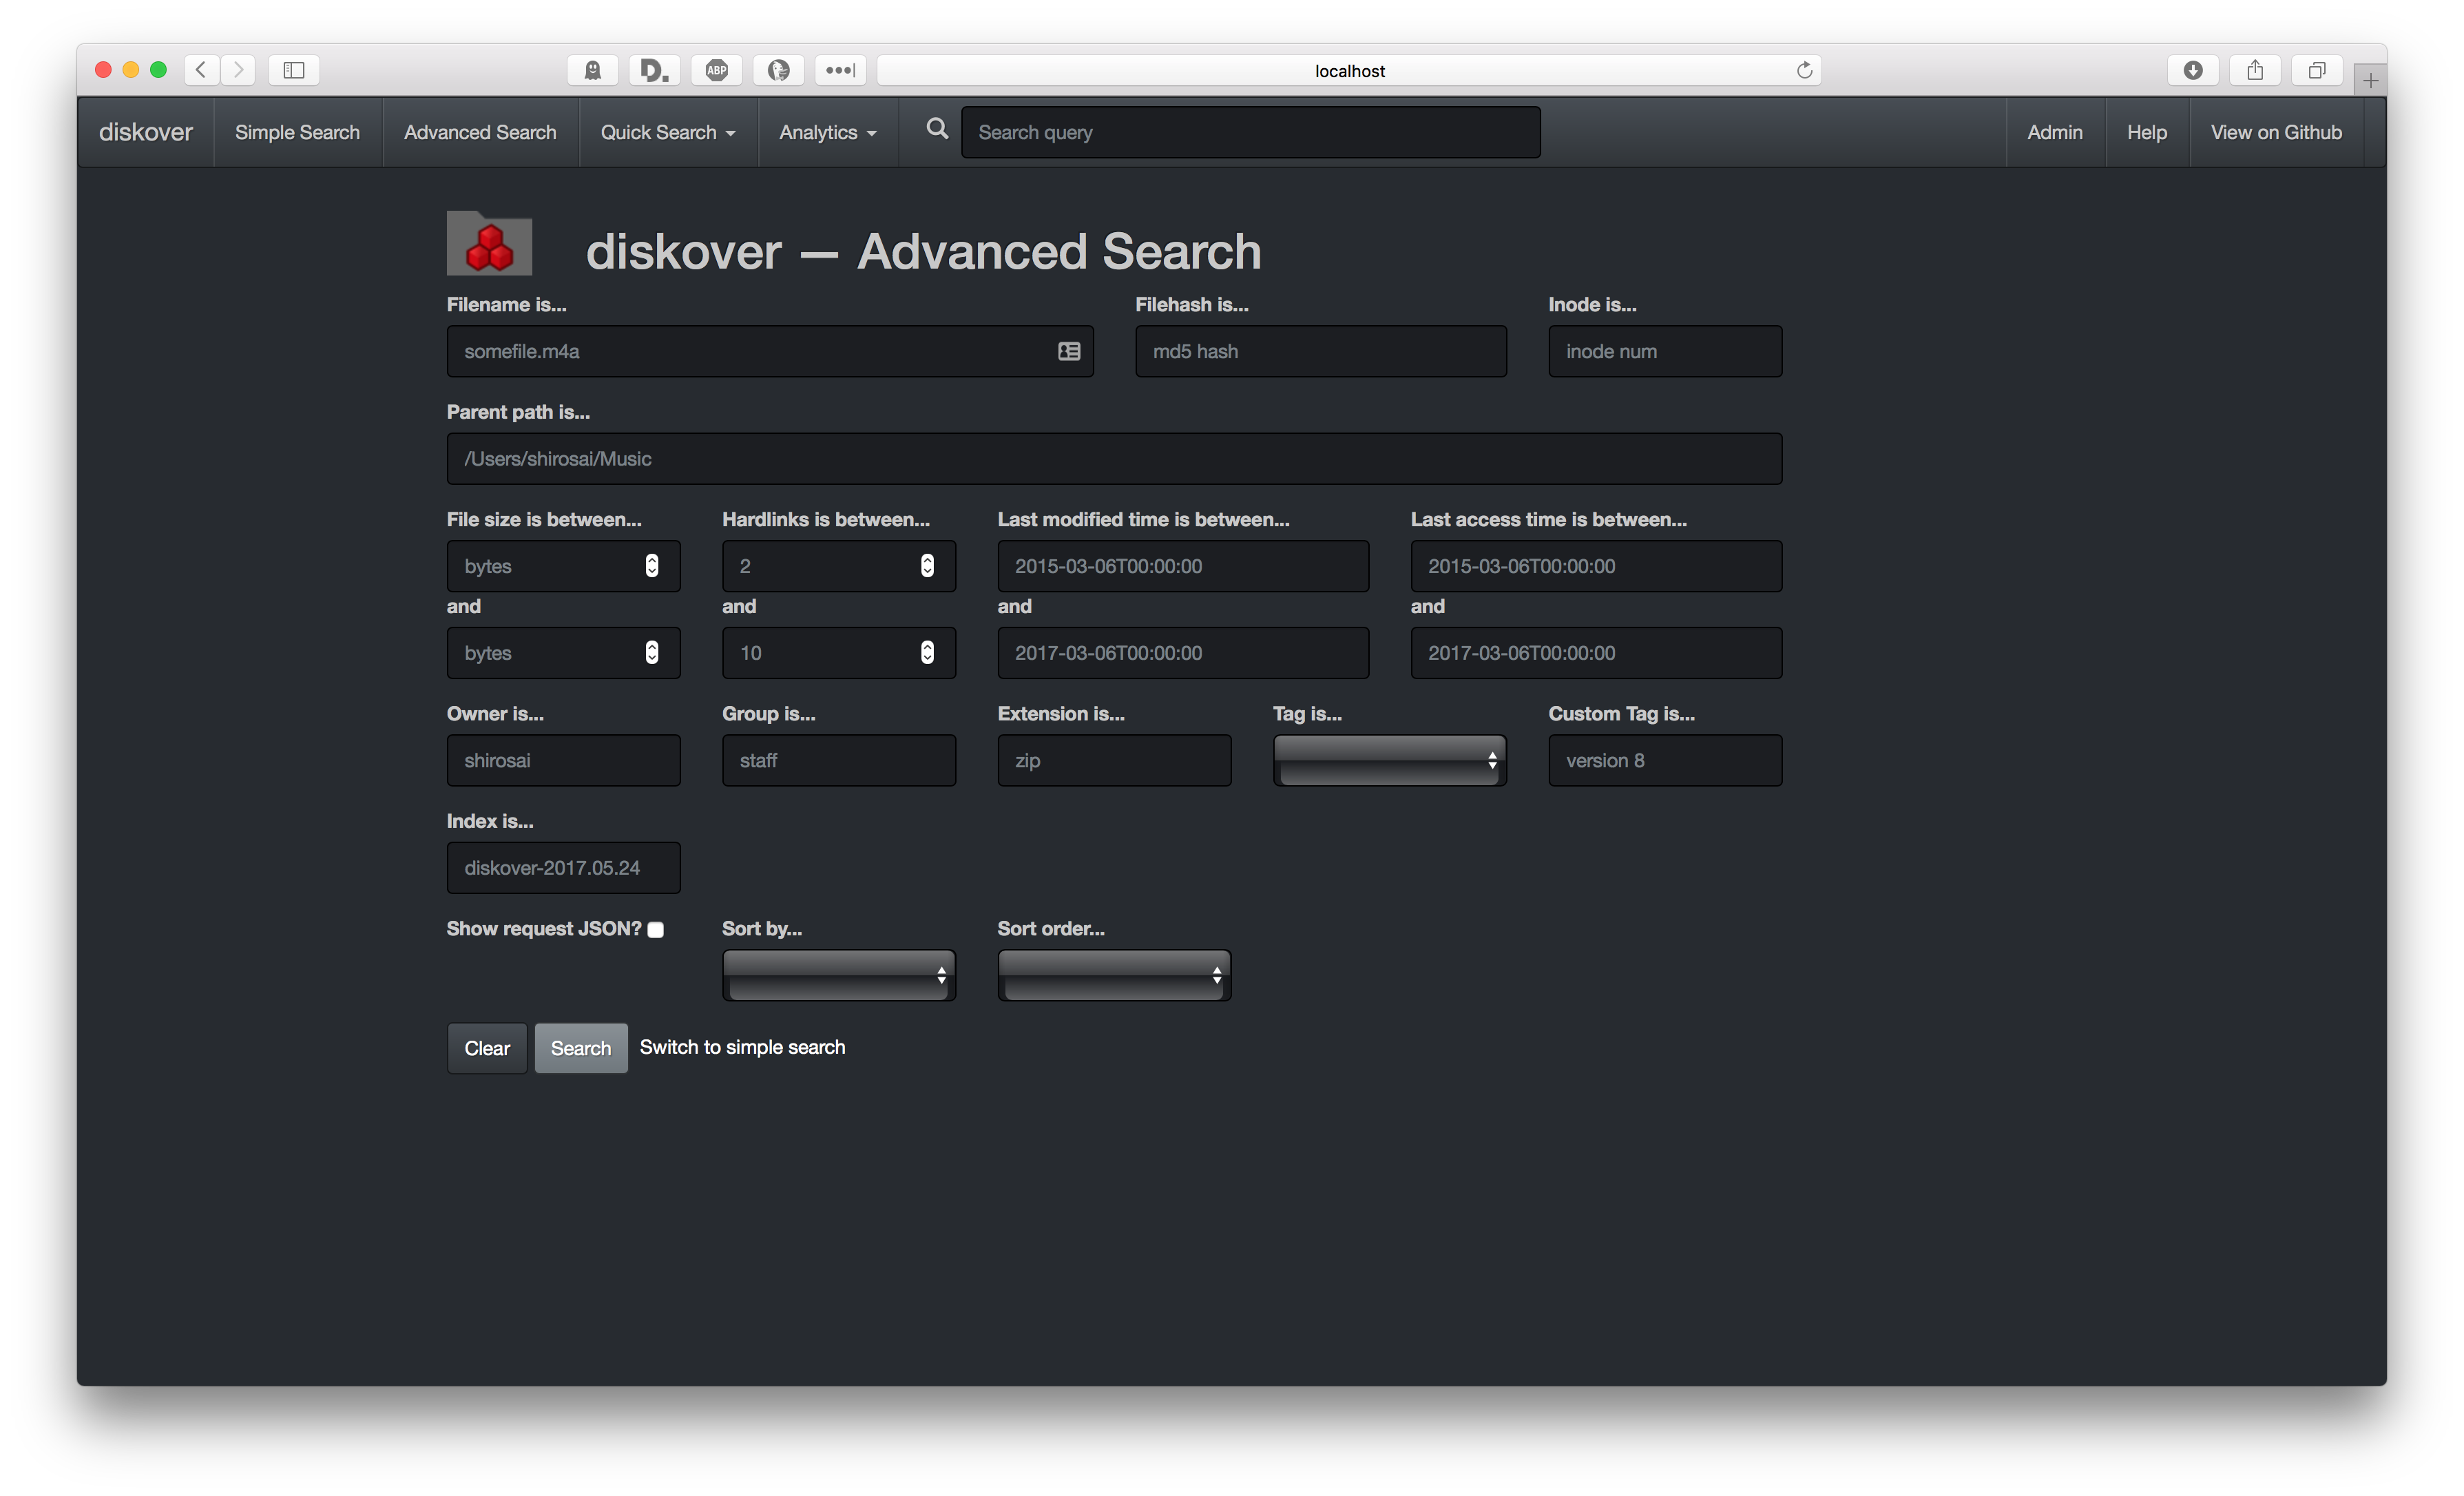 D. ABP localhost
diskover Simple Search Advanced Search Quick Search Analytics Search query Admin Help View on Github
diskover — Advanced Search
Filename is... Filehash is... Inode is...
somefile.m4a md5 hash inode num
Parent path is...
/Users/shirosai/Music
File size is between... Hardlinks is between... Last modified time is between... Last access time is between...
bytes 2 2015-03-06T00:00:00 2015-03-06T00:00:00
and and and and
bytes 10 2017-03-06T00:00:00 2017-03-06T00:00:00
Owner is... Group is... Extension is... Tag is... Custom Tag is...
shirosai staff zip version 8
Index is...
diskover-2017.05.24
Show request JSON? Sort by... Sort order...
Clear Search Switch to simple search